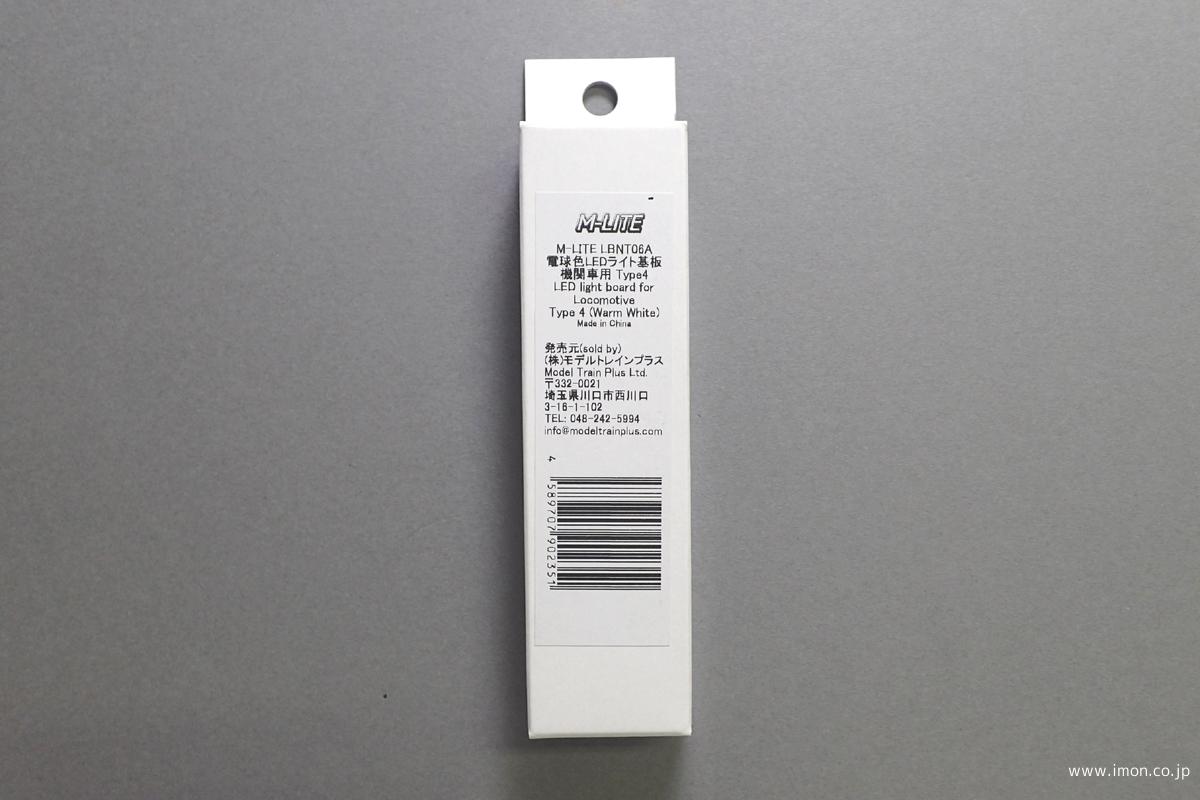 M-LITE
M-LITE LBNT06A
電球色LEDライト基板
機関車用 Type4
LED light board for
Locomotive
Type 4 (Warm White)
Made in China
発売元(sold by)
(株)モデルトレインプラス
Model Train Plus Ltd.
〒332-0021
埼玉県川口市西川口
3-16-1-102
TEL: 048-242-5994
info@modeltrainplus.com
4 589707 902351
www.imon.co.jp